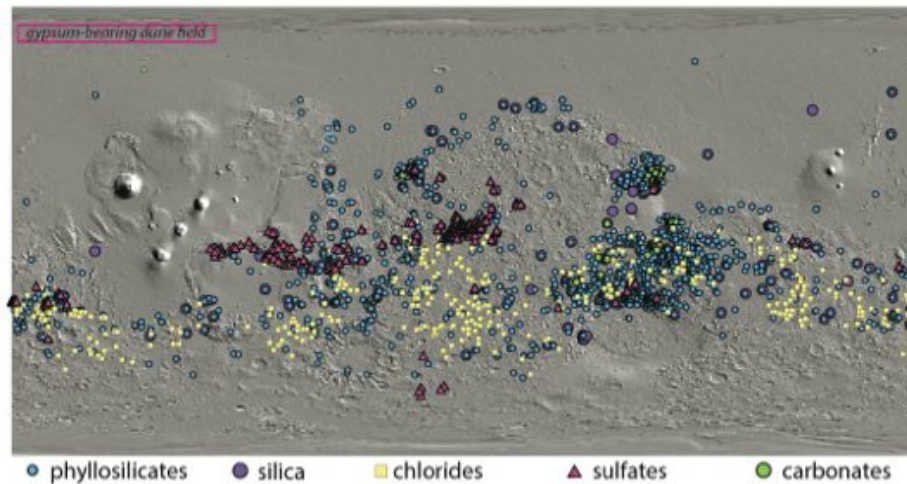 gypsum-bearing dune field
phyllosilicates silica chlorides sulfates carbonates